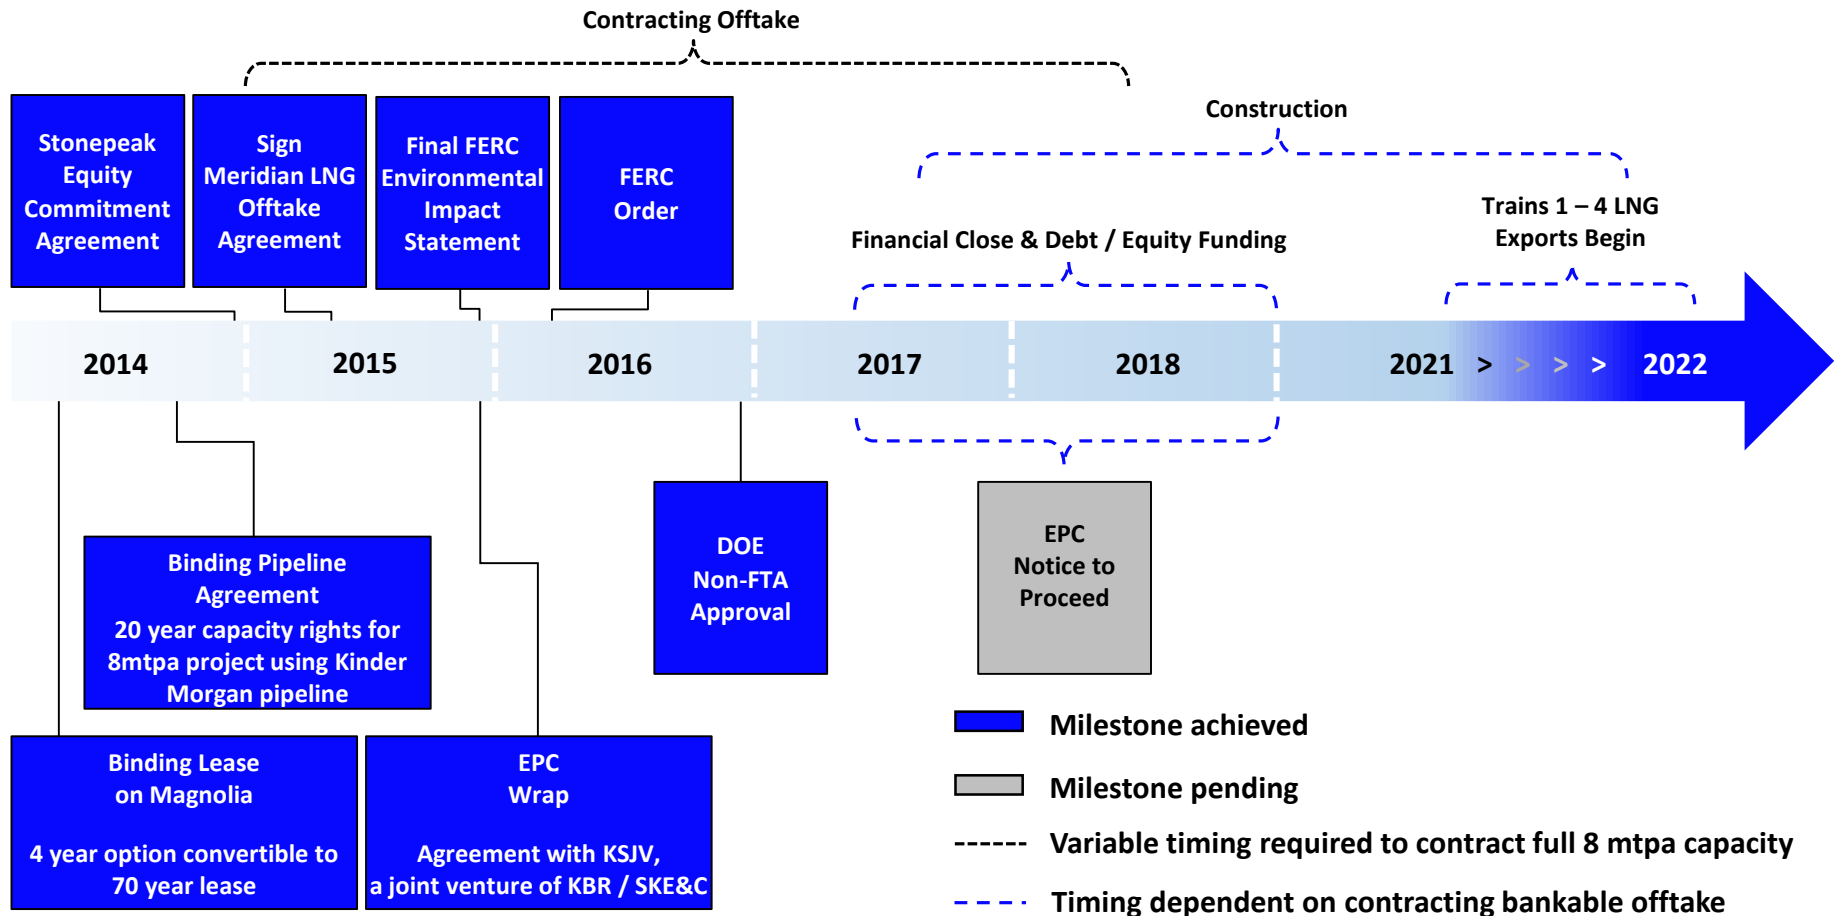 Contracting Offtake
Construction
Stonepeak
Equity
Commitment
Agreement
Sign
Meridian LNG
Offtake
Agreement
Final FERC
Environmental
Impact
Statement
FERC
Order
Trains 1 – 4 LNG
Exports Begin
Financial Close & Debt / Equity Funding
2014 2015 2016 2017 2018 2021 > > > > 2022
Binding Pipeline
Agreement
20 year capacity rights for
8mtpa project using Kinder
Morgan pipeline
DOE
Non-FTA
Approval
EPC
Notice to
Proceed
Binding Lease
on Magnolia
4 year option convertible to
70 year lease
EPC
Wrap
Agreement with KSJV,
a joint venture of KBR / SKE&C
Milestone achieved
Milestone pending
Variable timing required to contract full 8 mtpa capacity
Timing dependent on contracting bankable offtake